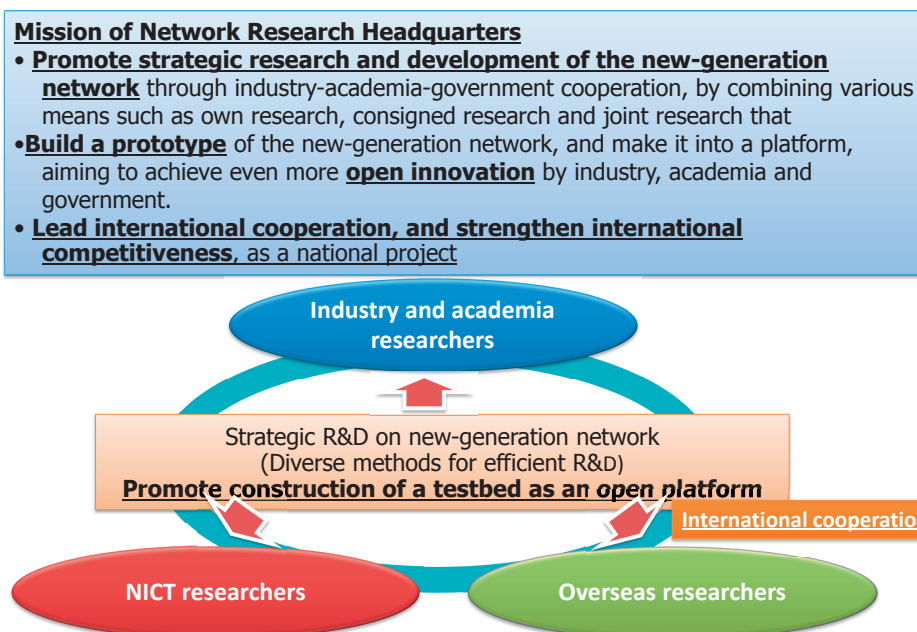 Mission of Network Research Headquarters
• Promote strategic research and development of the new-generation
network through industry-academia-government cooperation, by combining various
means such as own research, consigned research and joint research that
•Build a prototype of the new-generation network, and make it into a platform,
aiming to achieve even more open innovation by industry, academia and
government.
• Lead international cooperation, and strengthen international
competitiveness, as a national project
Industry and academia
researchers
Strategic R&D on new-generation network
(Diverse methods for efficient R&D)
Promote construction of a testbed as an open platform
International cooperatio
NICT researchers
Overseas researchers